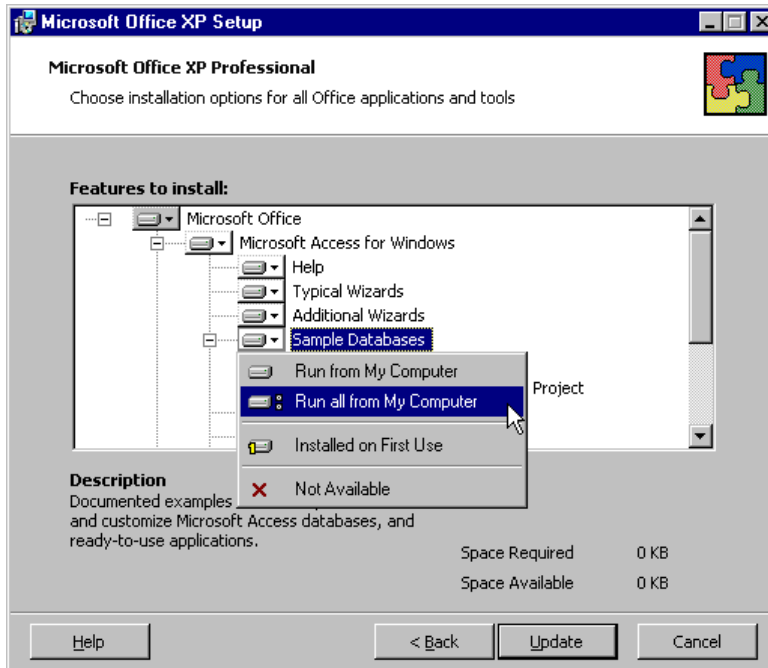 Microsoft Office XP Setup
Microsoft Office XP Professional
Choose installation options for all Office applications and tools
Features to install:
Microsoft Office
Microsoft Access for Windows
Help
Typical Wizards
Additional Wizards
Sample Databases
Run from My Computer
Project
Run all from My Computer
Installed on First Use
Not Available
Description
Documented examples
and customize Microsoft Access databases, and
ready-to-use applications.
Space Required 0 KB
Space Available 0 KB
Help < Back Update Cancel